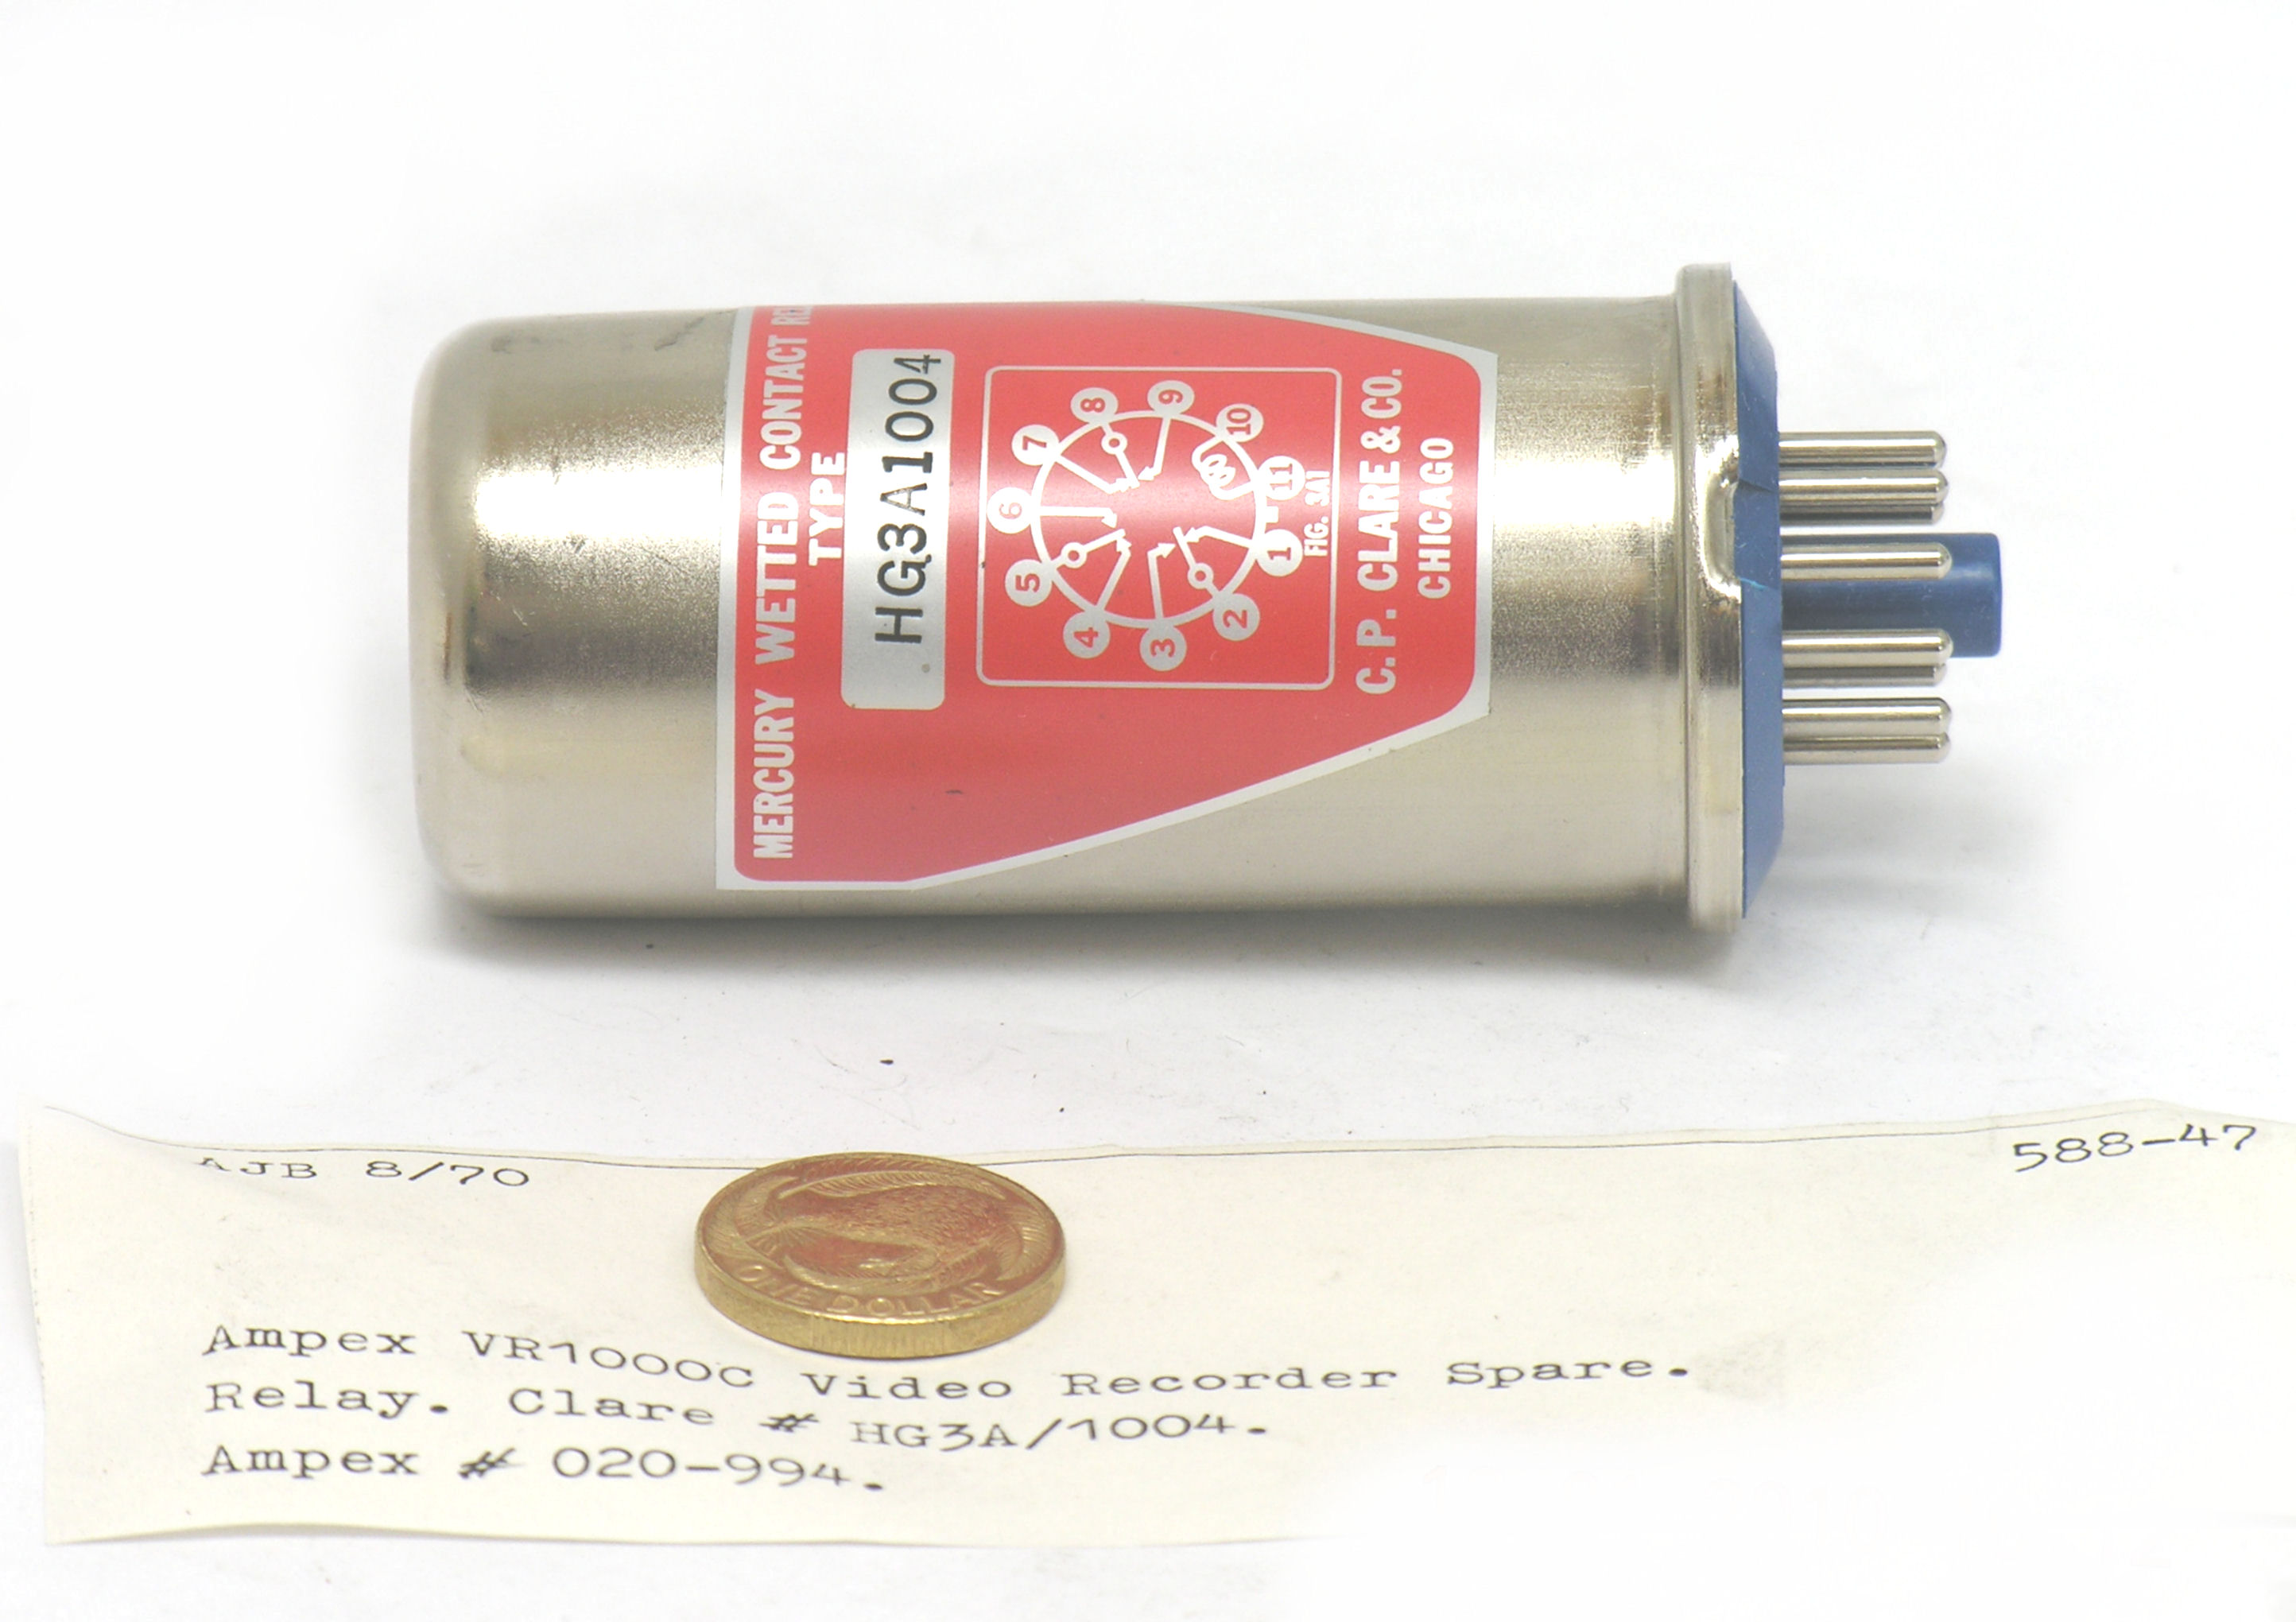 MERCURY WETTED CONTACT
TYPE
HG3A1004
8 9
7 10
6 11
5 1
4 3 2
FIG. 3A1
C. P. CLARE & CO.
CHICAGO
AJB 8/70 588-47
ONE DOLLAR
Ampex VR1000C Video Recorder Spare.
Relay. Clare # HG3A/1004.
Ampex # 020-994.